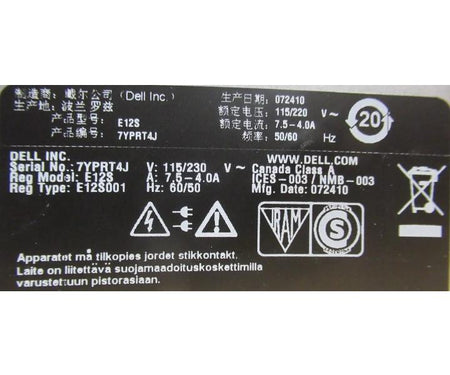 制造商：戴尔公司（Dell Inc.）
生产地：波兰 罗兹
产品型号：E12S
产品编号：7YPRT4J
生产日期：072410
额定电压：115/220 V~
额定电流：7.5-4.0A
频率：50/60 Hz
20
DELL INC.
Serial No.: 7YPRT4J
Reg Model: E12S
Reg Type: E12S001
V: 115/230 V~
A: 7.5-4.0A
Hz: 60/50
WWW.DELL.COM
Canada Class A
ICES-003 / NMB-003
Mfg. Date: 072410
VRAM
S
Apparatet må tilkoples jordet stikkontakt.
Laite on liitettävä suojamaadoituskoskettimilla
varustetuun pistorasiaan.